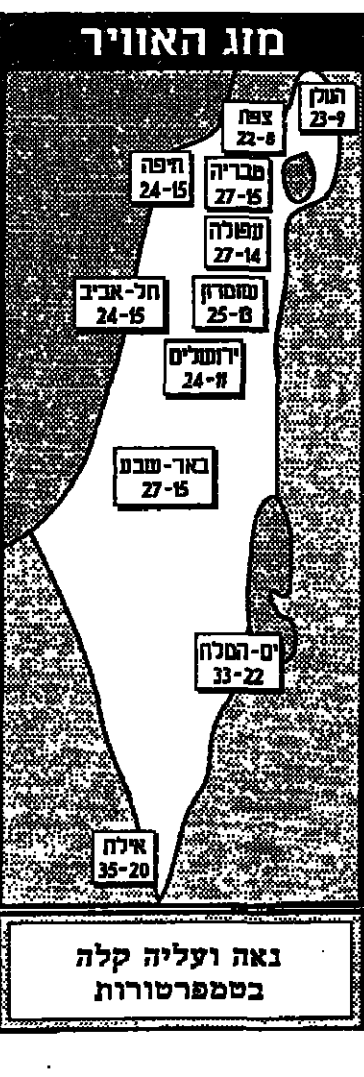 מזג האוויר
הגולן
23-9
צפת
22-8
חיפה
24-15
טבריה
27-15
עפולה
27-14
תל-אביב
24-15
שומרון
25-13
ירושלים
24-11
באר-שבע
27-15
ים-המלח
33-22
אילת
35-20
נאה ועליה קלה
בטמפרטורות